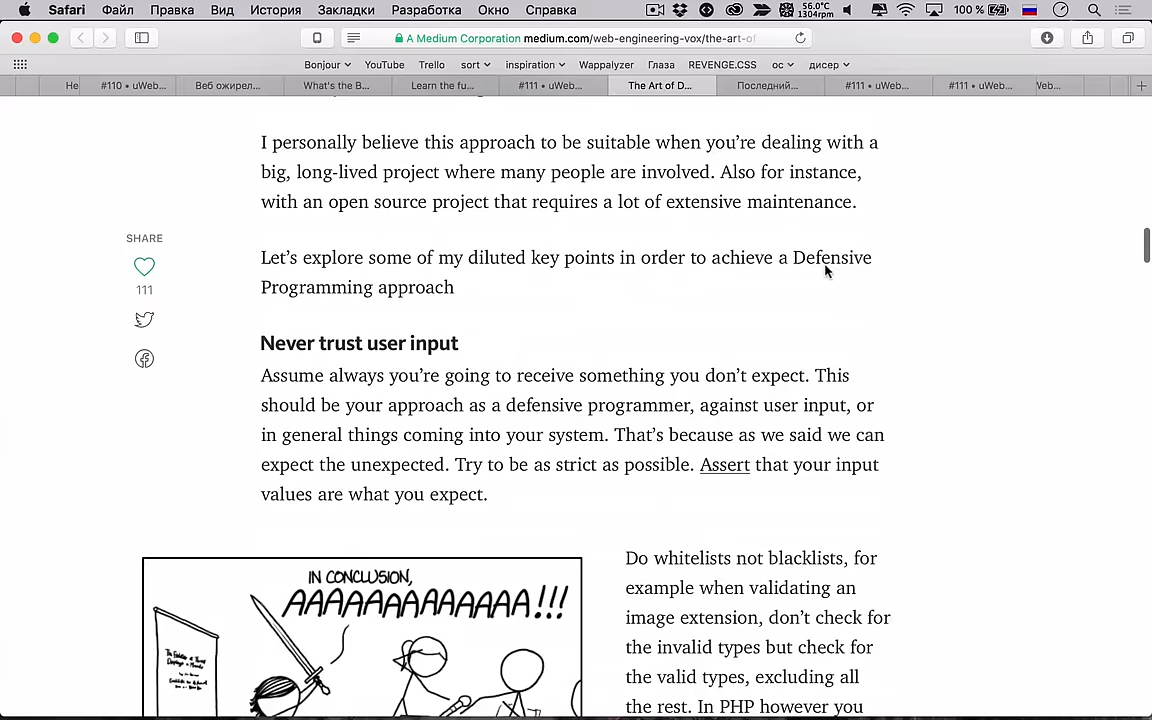 Safari Файл Правка Вид История Закладки Разработка Окно Справка 56.0°C 1304rpm 100 %
A Medium Corporation medium.com/web-engineering-vox/the-art-of
Bonjour YouTube Trello sort inspiration Wappalyzer Глаза REVENGE.CSS ос дисер
He #110 • uWeb... Веб ожирел... What's the B... Learn the fu... #111 • uWeb... The Art of D... Последний... #111 • uWeb... #111 • uWeb... Web...
I personally believe this approach to be suitable when you're dealing with a
big, long-lived project where many people are involved. Also for instance,
with an open source project that requires a lot of extensive maintenance.
SHARE
111
Let's explore some of my diluted key points in order to achieve a Defensive
Programming approach
Never trust user input
Assume always you're going to receive something you don't expect. This
should be your approach as a defensive programmer, against user input, or
in general things coming into your system. That's because as we said we can
expect the unexpected. Try to be as strict as possible. Assert that your input
values are what you expect.
IN CONCLUSION,
AAAAAAAAAAAAA!!!
Do whitelists not blacklists, for
example when validating an
image extension, don't check for
the invalid types but check for
the valid types, excluding all
the rest. In PHP however you